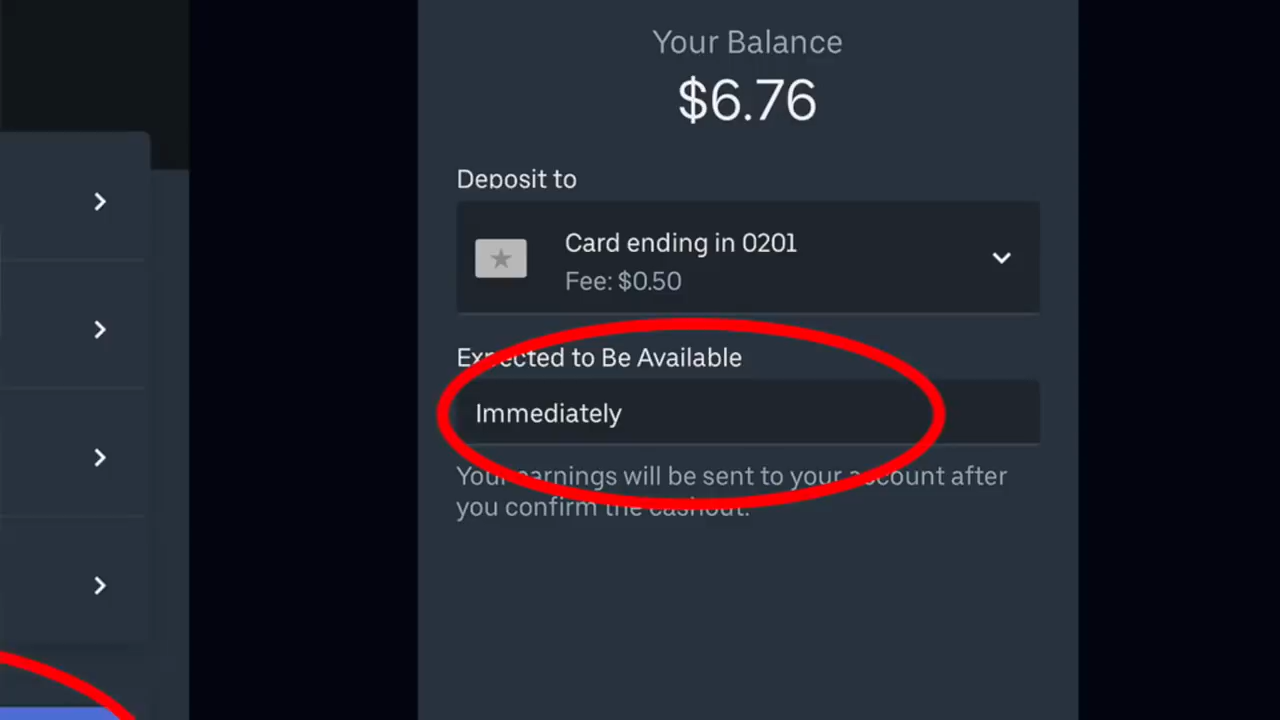 Your Balance
$6.76
Deposit to
Card ending in 0201
Fee: $0.50
Expected to Be Available
Immediately
Your earnings will be sent to your account after
you confirm the cashout.